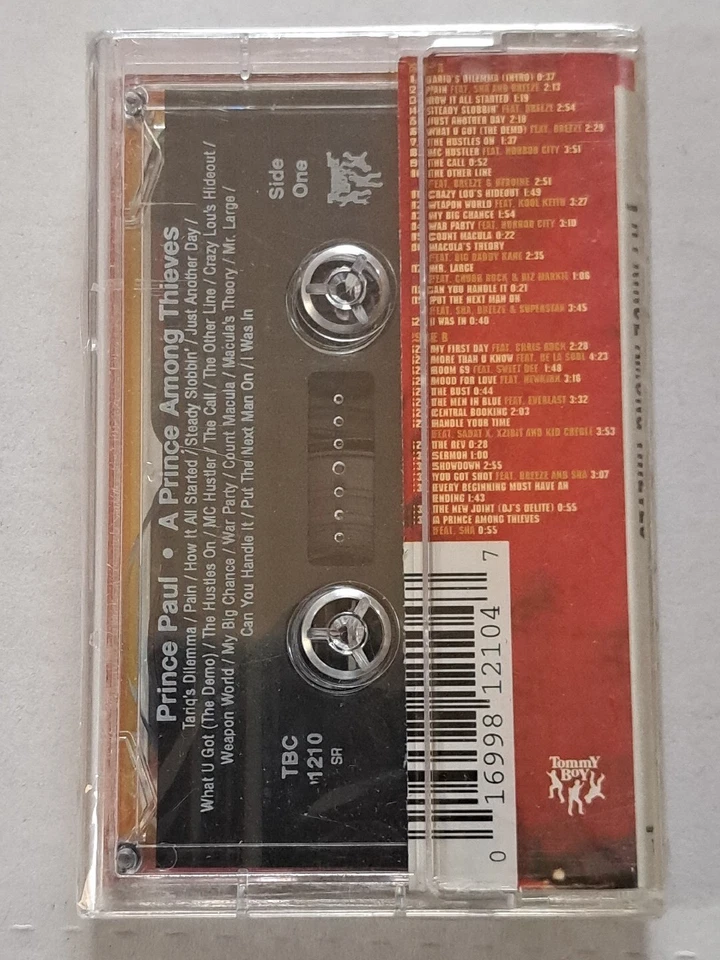 Prince Paul • A Prince Among Thieves
Tariq's Dilemma / Pain / How It All Started / Steady Slobbin' / Just Another Day /
What U Got (The Demo) / The Hustles On / MC Hustler / The Call / The Other Line / Crazy Lou's Hideout /
Weapon World / My Big Chance / War Party / Count Macula / Macula's Theory / Mr. Large /
Can You Handle It / Put The Next Man On / I Was In
Side
One
TBC
1210
SR
TARIQ'S DILEMMA (INTRO) 0:37
PAIN FEAT. SHA AND BREEZE 2:13
HOW IT ALL STARTED 1:19
STEADY SLOBBIN' FEAT. BREEZE 2:54
JUST ANOTHER DAY 2:18
WHAT U GOT (THE DEMO) FEAT. BREEZE 2:29
THE HUSTLES ON 1:37
MC HUSTLER FEAT. HORROR CITY 3:51
THE CALL 0:52
THE OTHER LINE
FEAT. BREEZE & HEROINE 2:51
CRAZY LOU'S HIDEOUT 1:49
WEAPON WORLD FEAT. KOOL KEITH 3:27
MY BIG CHANCE 1:54
WAR PARTY FEAT. HORROR CITY 3:10
COUNT MACULA 0:22
MACULA'S THEORY
FEAT. BIG DADDY KANE 2:35
MR. LARGE
FEAT. CHUBB ROCK & BIZ MARKIE 1:06
CAN YOU HANDLE IT 0:21
PUT THE NEXT MAN ON
FEAT. SHA, BREEZE & SUPERSTAR 3:45
I WAS IN 0:40
SIDE B
MY FIRST DAY FEAT. CHRIS ROCK 2:28
MORE THAN U KNOW FEAT. DE LA SOUL 4:23
ROOM 69 FEAT. SWEET DEE 1:48
MOOD FOR LOVE FEAT. NEWKIRK 3:16
THE BUST 0:44
THE MEN IN BLUE FEAT. EVERLAST 3:32
CENTRAL BOOKING 2:03
HANDLE YOUR TIME
FEAT. SADAT X, XZIBIT AND KID CREOLE 3:53
THE REV 0:28
SERMON 1:00
SHOWDOWN 2:55
YOU GOT SHOT FEAT. BREEZE AND SHA 3:07
EVERY BEGINNING MUST HAVE AN
ENDING 1:43
THE NEW JOINT (DJ'S DELITE) 0:55
A PRINCE AMONG THIEVES
FEAT. SHA 0:55
0 16998 12104 7
Tommy
Boy